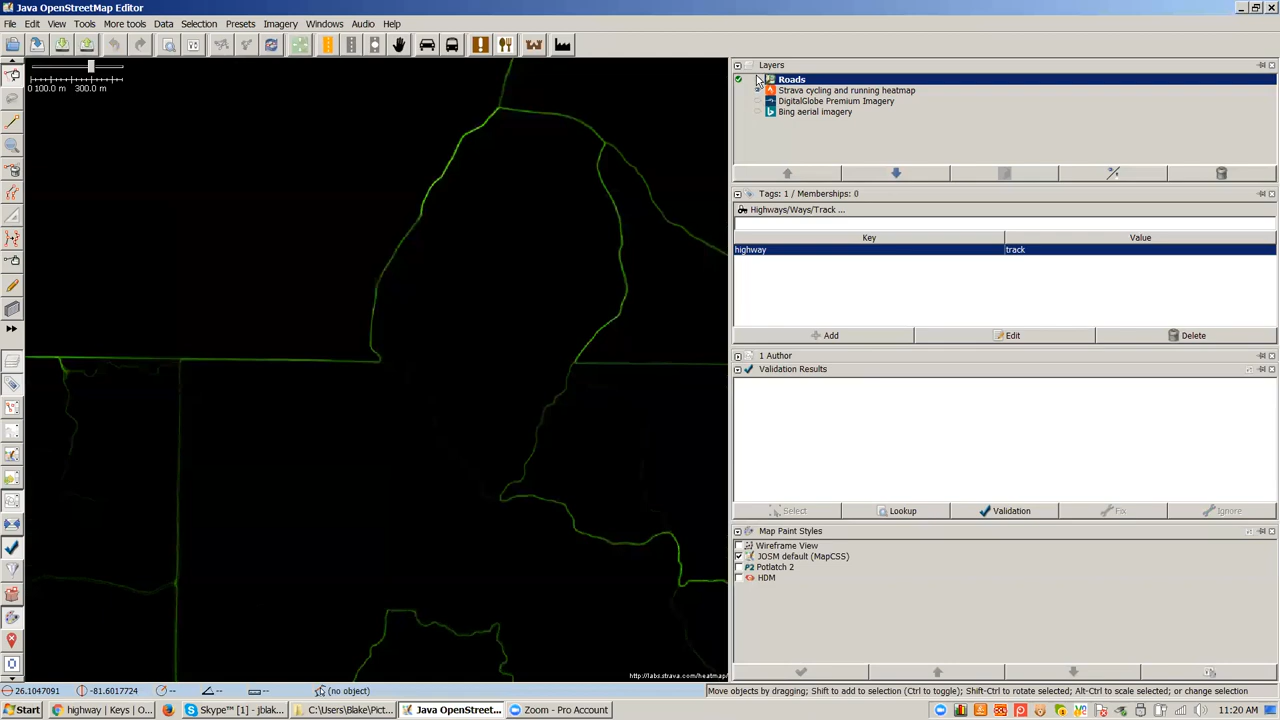 Java OpenStreetMap Editor
File Edit View Tools More tools Data Selection Presets Imagery Windows Audio Help
0 100.m 300.m
Layers
Roads
Strava cycling and running heatmap
DigitalGlobe Premium Imagery
Bing aerial imagery
Tags: 1 / Memberships: 0
Highways/Ways/Track ...
Key Value
highway track
Add Edit Delete
1 Author
Validation Results
Select Lookup Validation Fix Ignore
Map Paint Styles
Wireframe View
JOSM default (MapCSS)
P2 Potlatch 2
HDM
http://labs.strava.com/heatmap/
26.1047091 -81.6017724 -- -- -- (no object) Move objects by dragging; Shift to add to selection (Ctrl to toggle); Shift-Ctrl to rotate selected; Alt-Ctrl to scale selected; or change selection
Start highway | Keys | O... Skype™ [1] - jblak... C:\Users\Blake\Pict... Java OpenStreetM... Zoom - Pro Account 11:20 AM